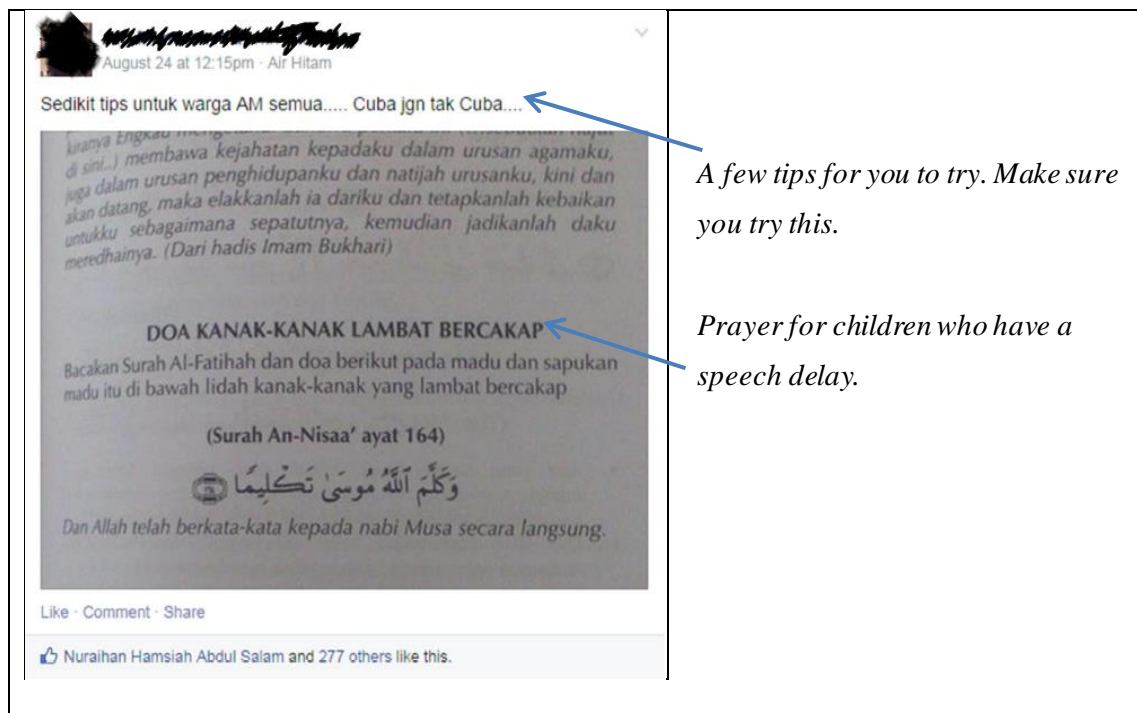 August 24 at 12:15pm · Air Hitam
Sedikit tips untuk warga AM semua..... Cuba jgn tak Cuba....
kiranya Engkau
di sini..) membawa kejahatan kepadaku dalam urusan agamaku,
juga dalam urusan penghidupanku dan natijah urusanku, kini dan
akan datang, maka elakkanlah ia dariku dan tetapkanlah kebaikan
untukku sebagaimana sepatutnya, kemudian jadikanlah daku
meredhainya. (Dari hadis Imam Bukhari)
DOA KANAK-KANAK LAMBAT BERCAKAP
Bacakan Surah Al-Fatihah dan doa berikut pada madu dan sapukan
madu itu di bawah lidah kanak-kanak yang lambat bercakap
(Surah An-Nisaa' ayat 164)
وَكَلَّمَ ٱللَّهُ مُوسَىٰ تَكْلِيمًا
Dan Allah telah berkata-kata kepada nabi Musa secara langsung.
Like · Comment · Share
Nuraihan Hamsiah Abdul Salam and 277 others like this.
A few tips for you to try. Make sure
you try this.
Prayer for children who have a
speech delay.